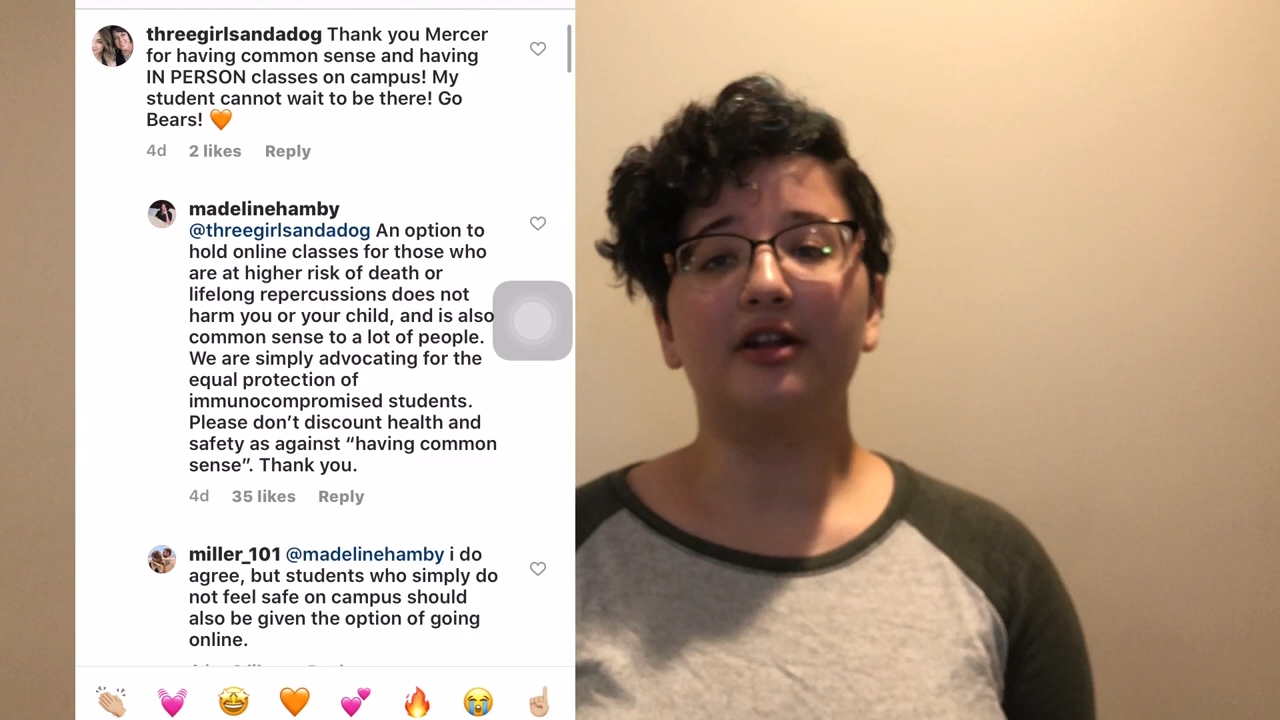 threegirlsandadog Thank you Mercer
for having common sense and having
IN PERSON classes on campus! My
student cannot wait to be there! Go
Bears! 🧡
4d 2 likes Reply
madelinehamby
@threegirlsandadog An option to
hold online classes for those who
are at higher risk of death or
lifelong repercussions does not
harm you or your child, and is also
common sense to a lot of people.
We are simply advocating for the
equal protection of
immunocompromised students.
Please don’t discount health and
safety as against “having common
sense”. Thank you.
4d 35 likes Reply
miller_101 @madelinehamby i do
agree, but students who simply do
not feel safe on campus should
also be given the option of going
online.